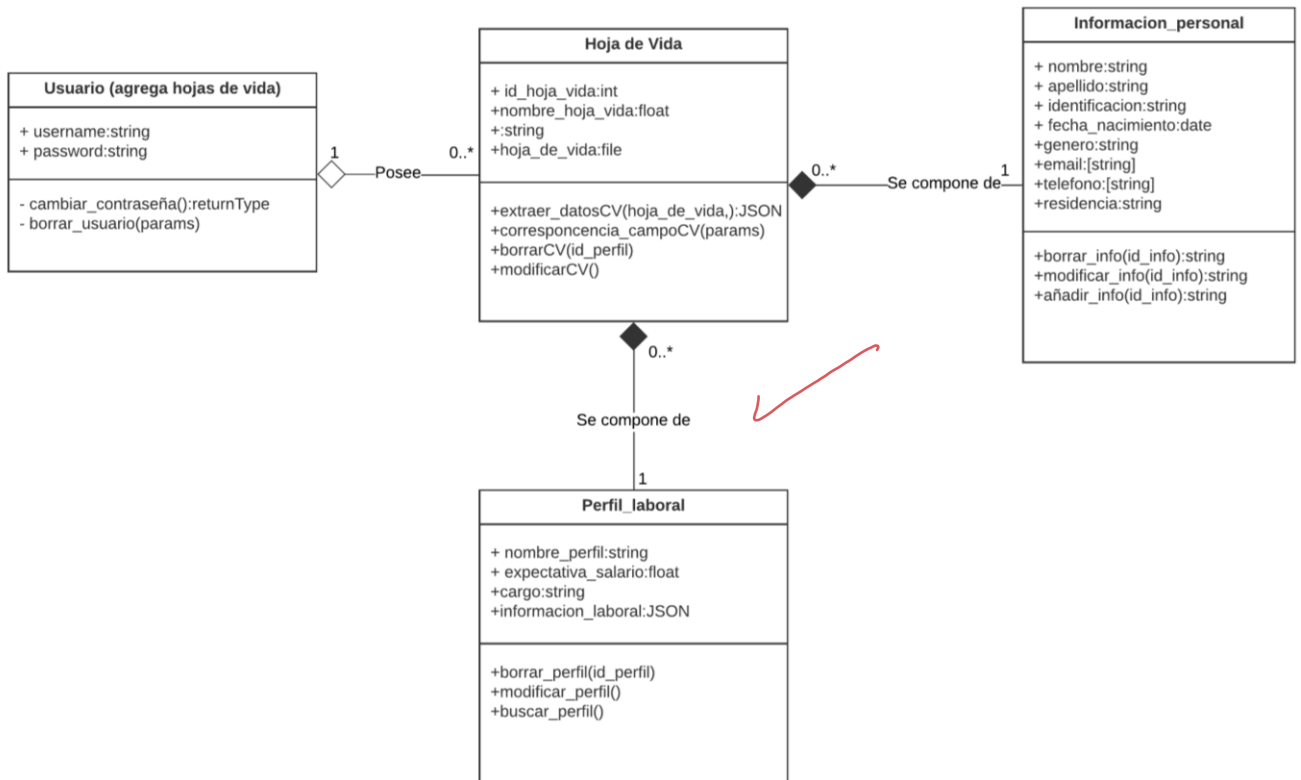 Usuario (agrega hojas de vida)
+ username:string
+ password:string
- cambiar_contraseña():returnType
- borrar_usuario(params)
1
Posee
0..*
Hoja de Vida
+ id_hoja_vida:int
+nombre_hoja_vida:float
+:string
+hoja_de_vida:file
+extraer_datosCV(hoja_de_vida,):JSON
+corresponcencia_campoCV(params)
+borrarCV(id_perfil)
+modificarCV()
0..*
Se compone de
1
Informacion_personal
+ nombre:string
+ apellido:string
+ identificacion:string
+ fecha_nacimiento:date
+genero:string
+email:[string]
+telefono:[string]
+residencia:string
+borrar_info(id_info):string
+modificar_info(id_info):string
+añadir_info(id_info):string
0..*
Se compone de
1
Perfil_laboral
+ nombre_perfil:string
+ expectativa_salario:float
+cargo:string
+informacion_laboral:JSON
+borrar_perfil(id_perfil)
+modificar_perfil()
+buscar_perfil()